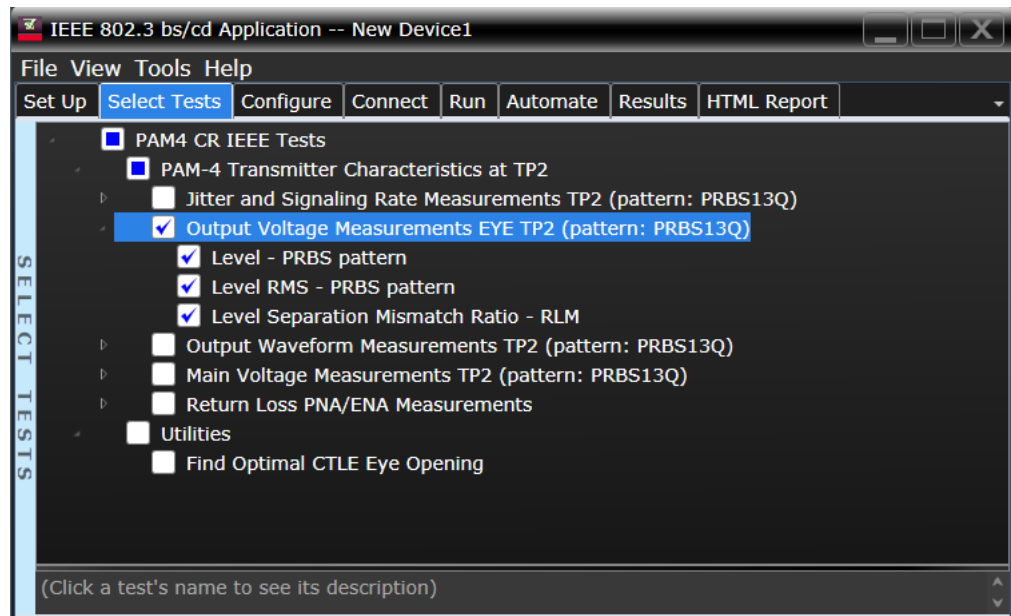 IEEE 802.3 bs/cd Application -- New Device1
File View Tools Help
Set Up Select Tests Configure Connect Run Automate Results HTML Report
SELECT TESTS
PAM4 CR IEEE Tests
PAM-4 Transmitter Characteristics at TP2
Jitter and Signaling Rate Measurements TP2 (pattern: PRBS13Q)
Output Voltage Measurements EYE TP2 (pattern: PRBS13Q)
Level - PRBS pattern
Level RMS - PRBS pattern
Level Separation Mismatch Ratio - RLM
Output Waveform Measurements TP2 (pattern: PRBS13Q)
Main Voltage Measurements TP2 (pattern: PRBS13Q)
Return Loss PNA/ENA Measurements
Utilities
Find Optimal CTLE Eye Opening
(Click a test's name to see its description)